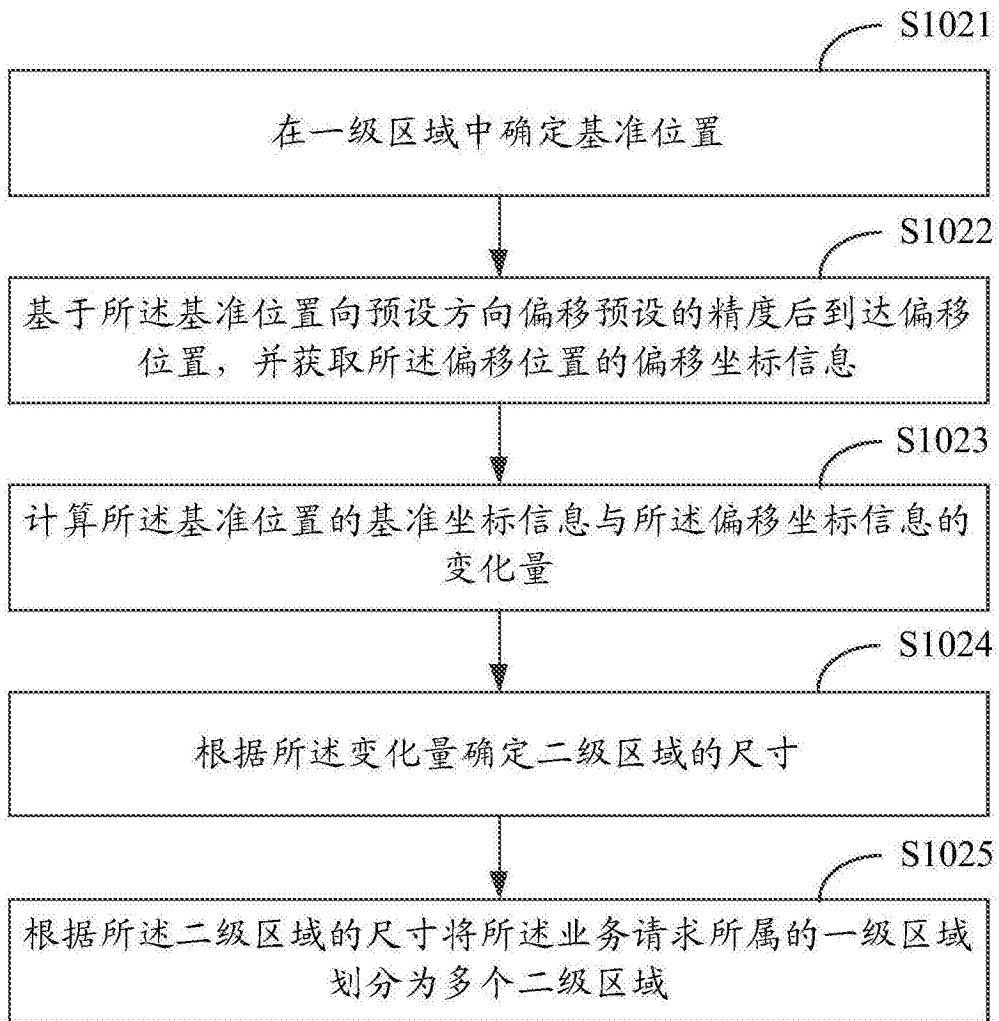 S1021
在一级区域中确定基准位置
S1022
基于所述基准位置向预设方向偏移预设的精度后到达偏移
位置，并获取所述偏移位置的偏移坐标信息
S1023
计算所述基准位置的基准坐标信息与所述偏移坐标信息的
变化量
S1024
根据所述变化量确定二级区域的尺寸
S1025
根据所述二级区域的尺寸将所述业务请求所属的一级区域
划分为多个二级区域